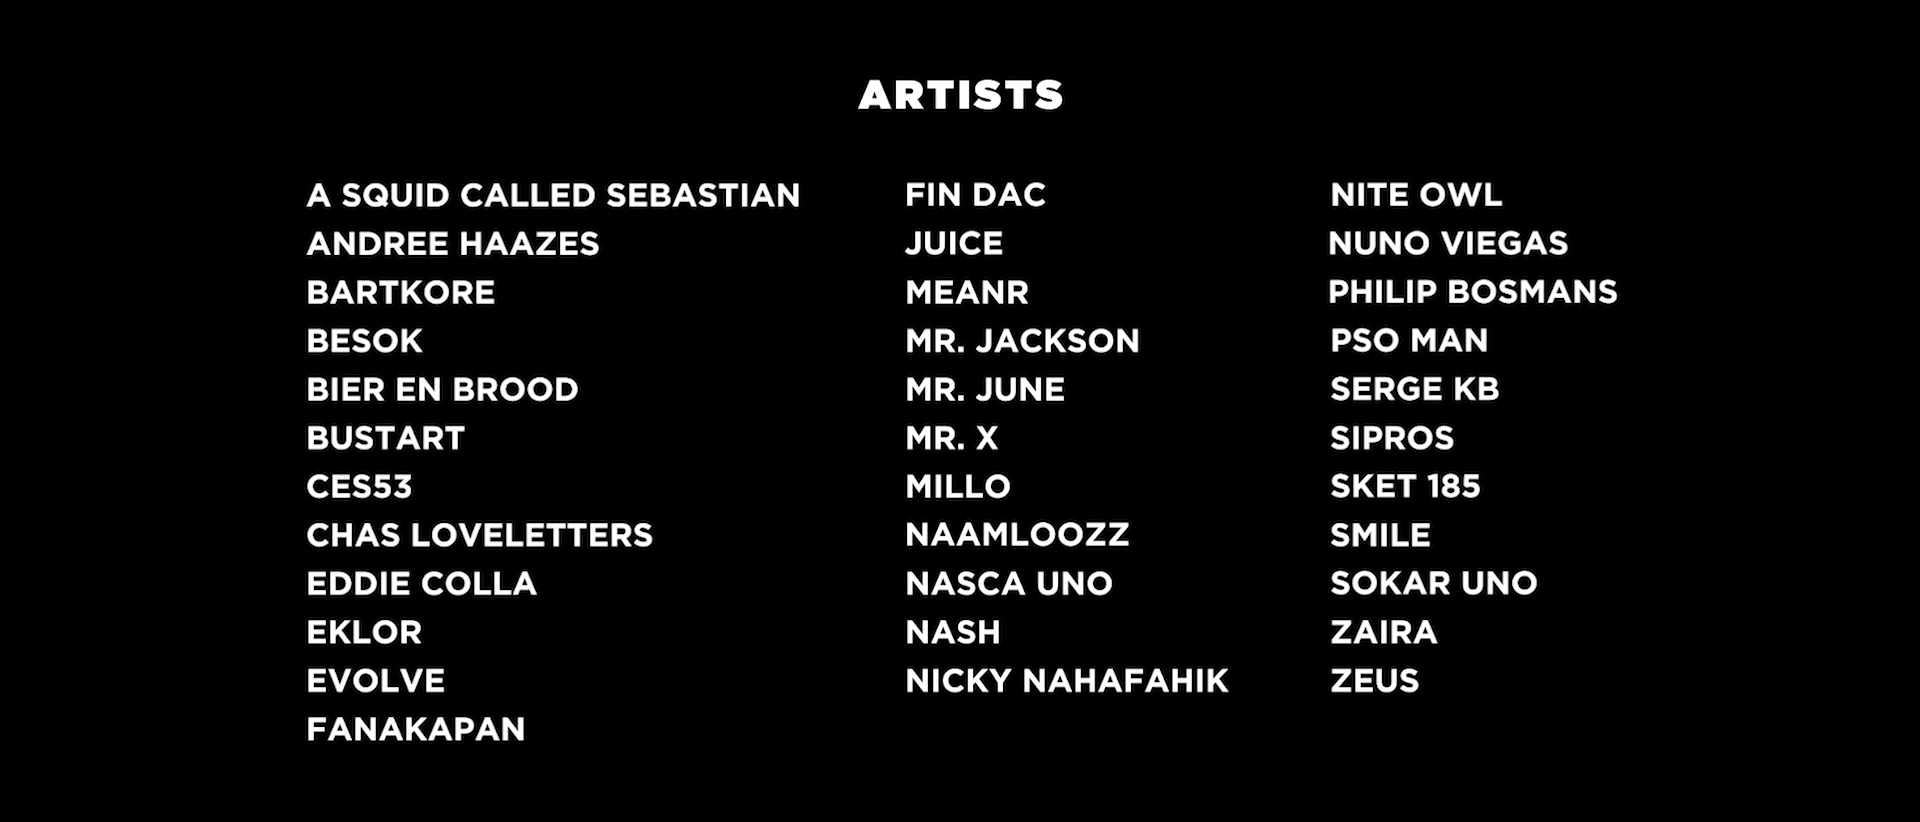 ARTISTS
A SQUID CALLED SEBASTIAN
ANDREE HAAZES
BARTKORE
BESOK
BIER EN BROOD
BUSTART
CES53
CHAS LOVELETTERS
EDDIE COLLA
EKLOR
EVOLVE
FANAKAPAN
FIN DAC
JUICE
MEANR
MR. JACKSON
MR. JUNE
MR. X
MILLO
NAAMLOOZZ
NASCA UNO
NASH
NICKY NAHAFAHIK
NITE OWL
NUNO VIEGAS
PHILIP BOSMANS
PSO MAN
SERGE KB
SIPROS
SKET 185
SMILE
SOKAR UNO
ZAIRA
ZEUS